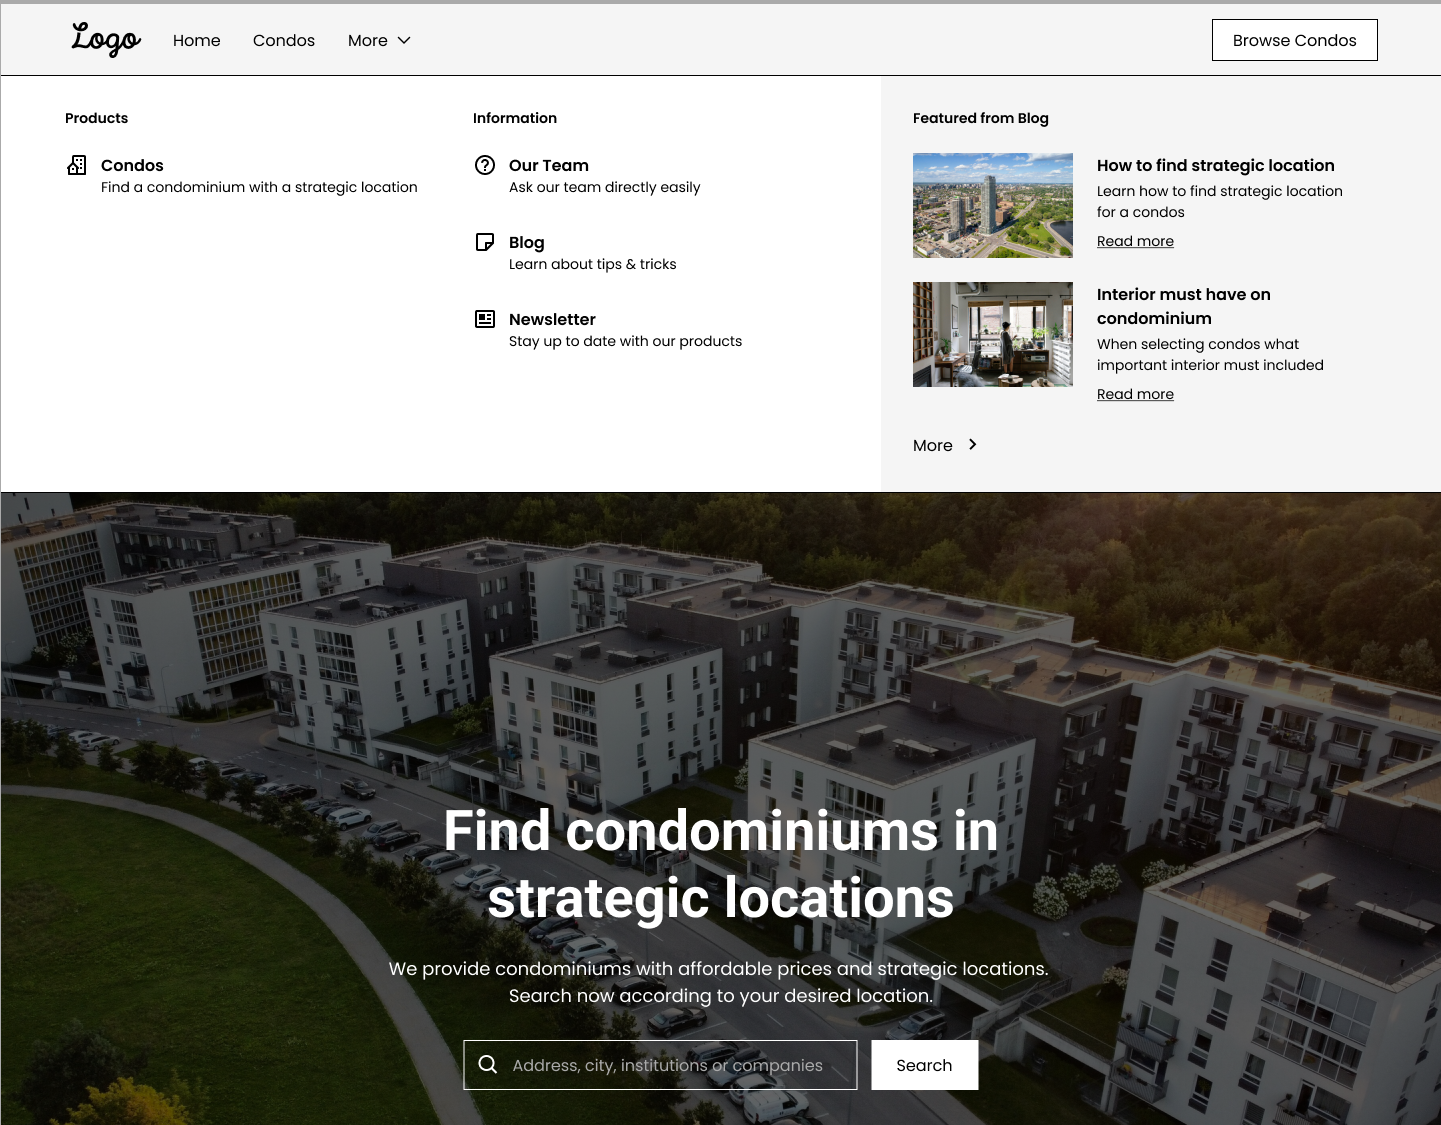 Logo
Home
Condos
More
Browse Condos
Products
Condos
Find a condominium with a strategic location
Information
Our Team
Ask our team directly easily
Blog
Learn about tips & tricks
Newsletter
Stay up to date with our products
Featured from Blog
How to find strategic location
Learn how to find strategic location
for a condos
Read more
Interior must have on
condominium
When selecting condos what
important interior must included
Read more
More
Find condominiums in
strategic locations
We provide condominiums with affordable prices and strategic locations.
Search now according to your desired location.
Address, city, institutions or companies
Search